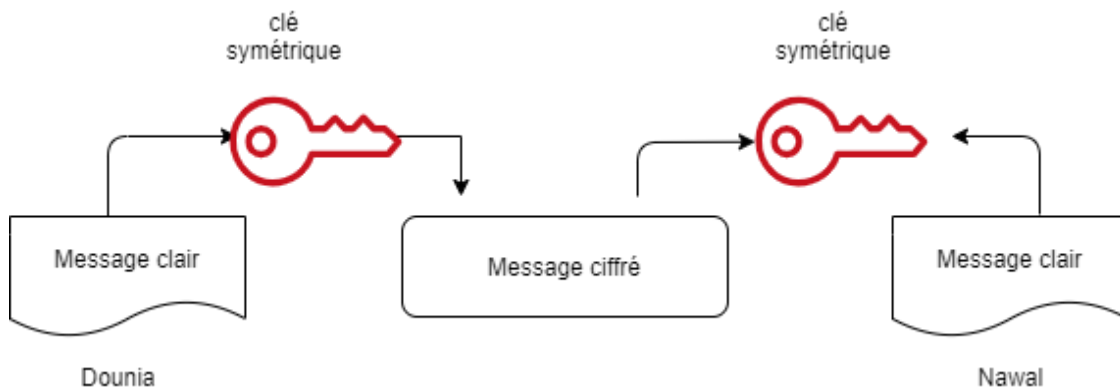 clé
symétrique
clé
symétrique
Message clair
Message ciffré
Message clair
Dounia
Nawal